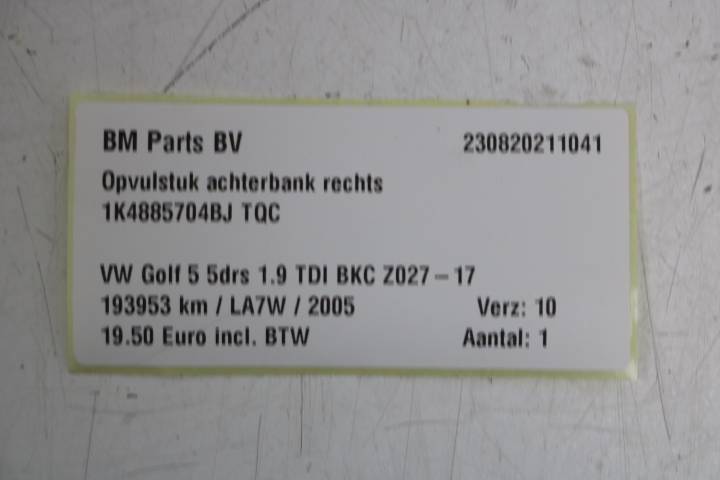 BM Parts BV 230820211041
Opvulstuk achterbank rechts
1K4885704BJ TQC
VW Golf 5 5drs 1.9 TDI BKC Z027-17
193953 km / LA7W / 2005 Verz: 10
19.50 Euro incl. BTW Aantal: 1